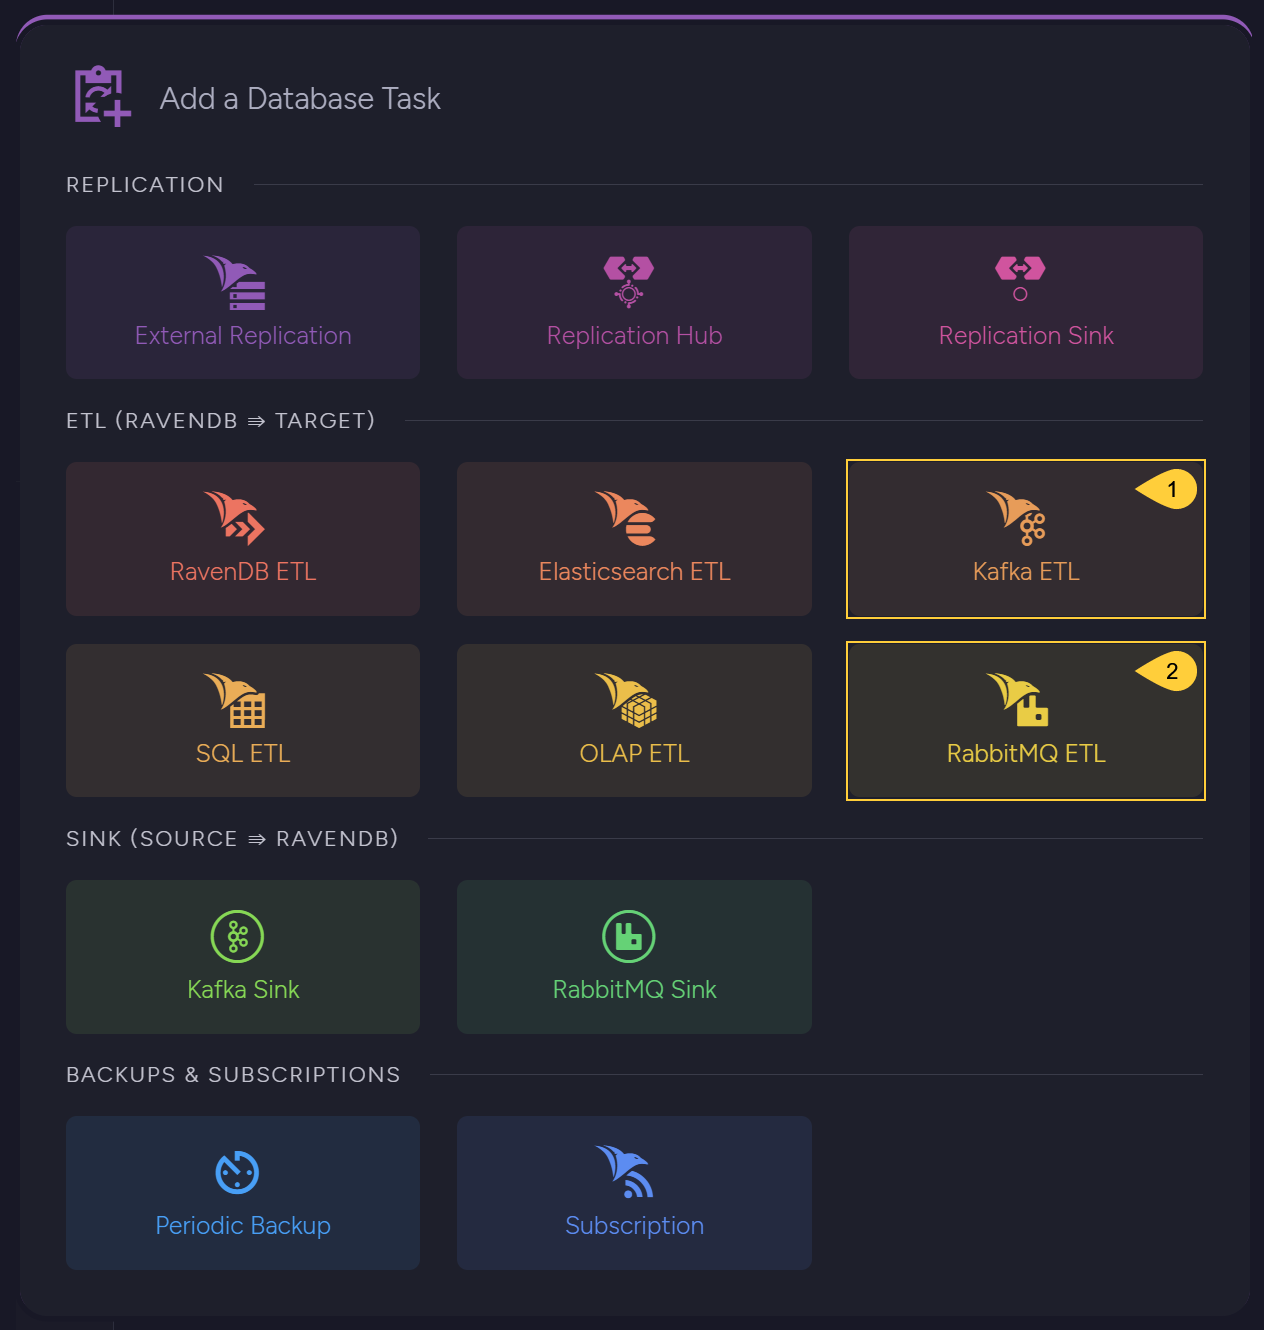 Add a Database Task
REPLICATION
External Replication
Replication Hub
Replication Sink
ETL (RAVENDB ⇛ TARGET)
RavenDB ETL
Elasticsearch ETL
1
Kafka ETL
SQL ETL
OLAP ETL
2
RabbitMQ ETL
SINK (SOURCE ⇛ RAVENDB)
Kafka Sink
RabbitMQ Sink
BACKUPS & SUBSCRIPTIONS
Periodic Backup
Subscription